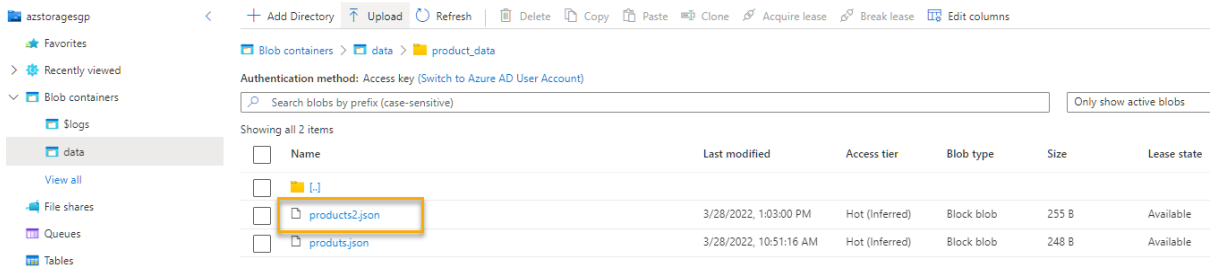 azstoragesgp
Favorites
Recently viewed
Blob containers
$logs
data
View all
File shares
Queues
Tables
Add Directory Upload Refresh Delete Copy Paste Clone Acquire lease Break lease Edit columns
Blob containers > data > product_data
Authentication method: Access key (Switch to Azure AD User Account)
Search blobs by prefix (case-sensitive) Only show active blobs
Showing all 2 items
Name Last modified Access tier Blob type Size Lease state
[..]
products2.json 3/28/2022, 1:03:00 PM Hot (Inferred) Block blob 255 B Available
produts.json 3/28/2022, 10:51:16 AM Hot (Inferred) Block blob 248 B Available